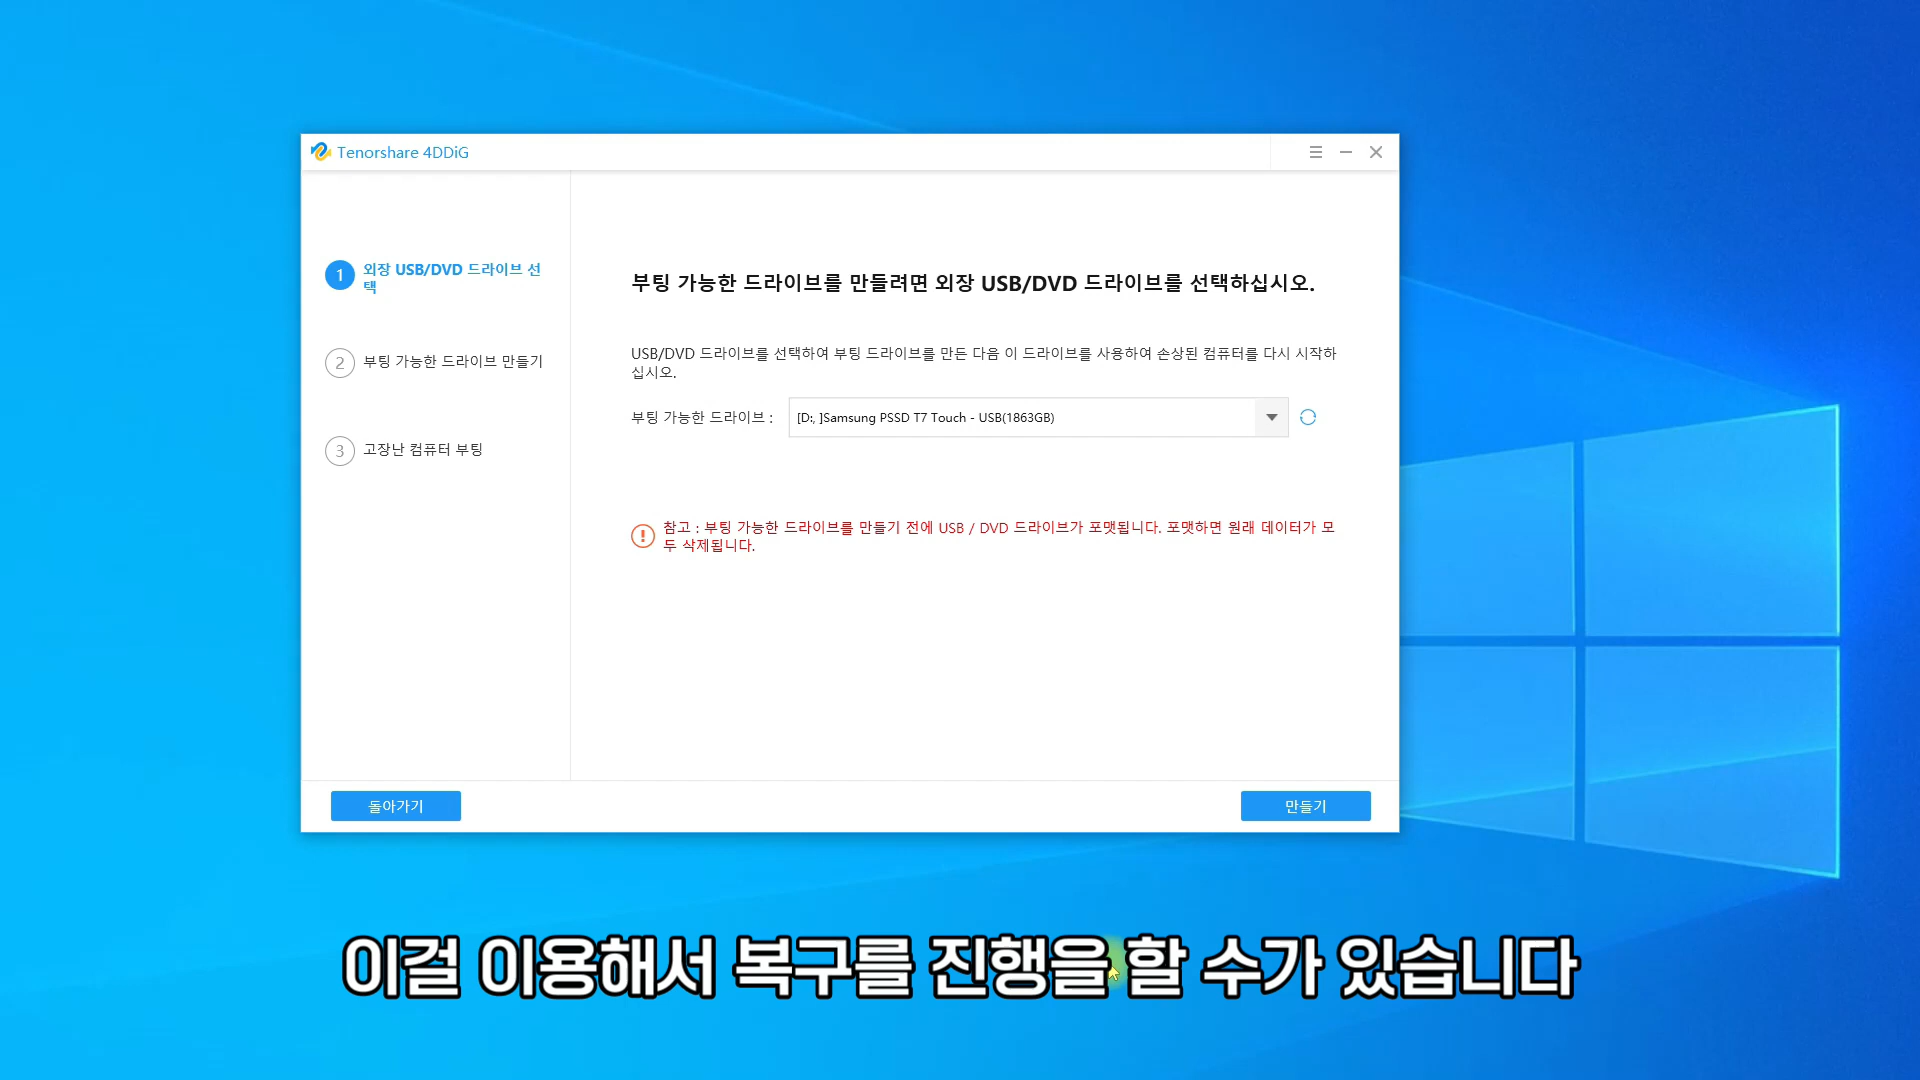 Tenorshare 4DDiG
1 외장 USB/DVD 드라이브 선
택
2 부팅 가능한 드라이브 만들기
3 고장난 컴퓨터 부팅
부팅 가능한 드라이브를 만들려면 외장 USB/DVD 드라이브를 선택하십시오.
USB/DVD 드라이브를 선택하여 부팅 드라이브를 만든 다음 이 드라이브를 사용하여 손상된 컴퓨터를 다시 시작하
십시오.
부팅 가능한 드라이브 : [D:, ]Samsung PSSD T7 Touch - USB(1863GB)
참고 : 부팅 가능한 드라이브를 만들기 전에 USB / DVD 드라이브가 포맷됩니다. 포맷하면 원래 데이터가 모
두 삭제됩니다.
돌아가기
만들기
이걸 이용해서 복구를 진행을 할 수가 있습니다